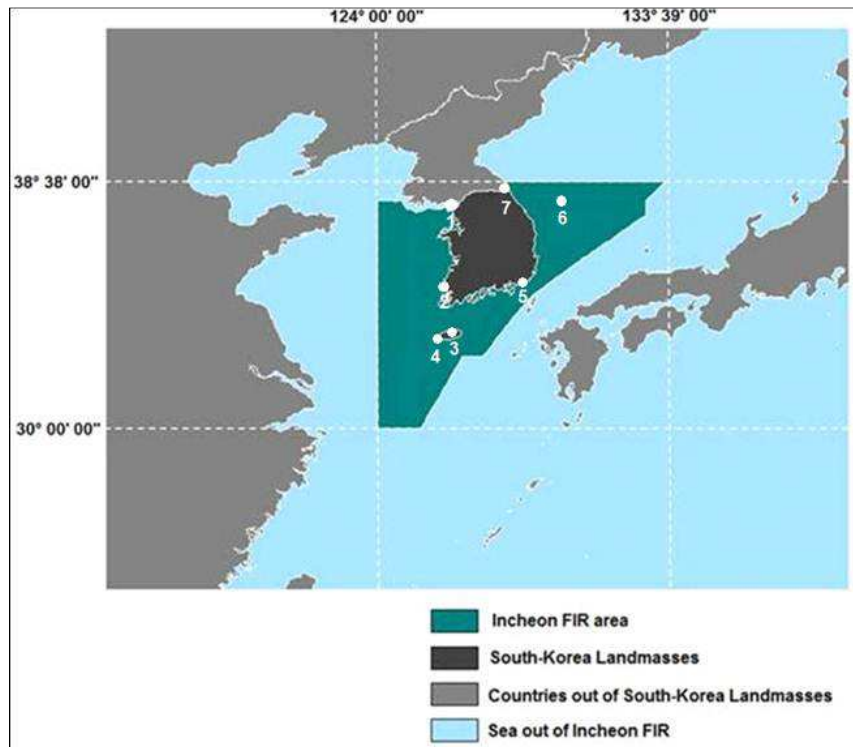 124° 00' 00"
133° 39' 00"
38° 38' 00"
7
1
6
2
5
3
4
30° 00' 00"
Incheon FIR area
South-Korea Landmasses
Countries out of South-Korea Landmasses
Sea out of Incheon FIR